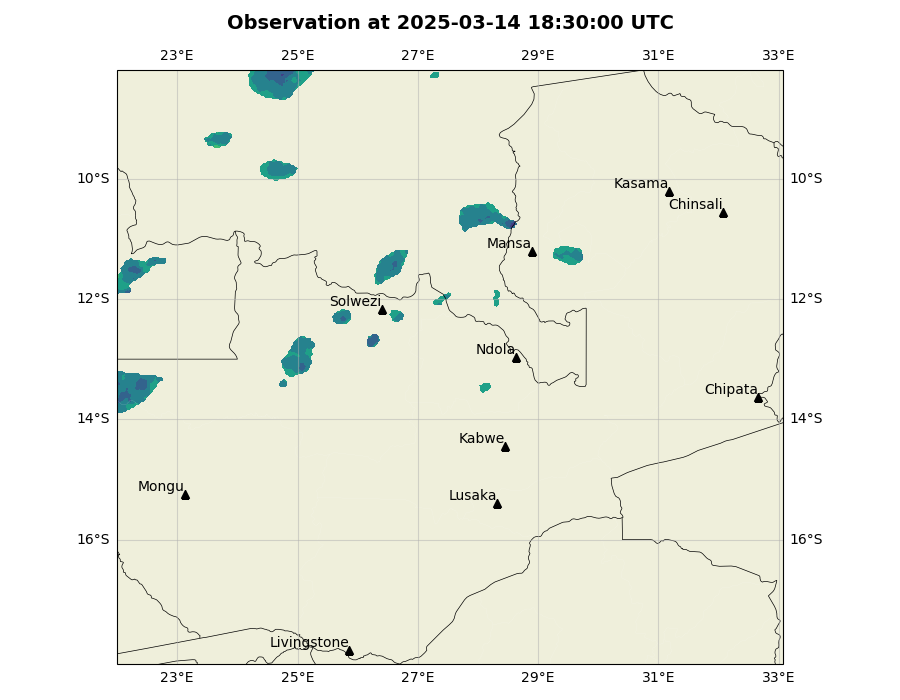 Observation at 2025-03-14 18:30:00 UTC
23°E 25°E 27°E 29°E 31°E 33°E
10°S 10°S
Kasama
Chinsali
Mansa
12°S 12°S
Solwezi
Ndola
Chipata
14°S 14°S
Kabwe
Mongu
Lusaka
16°S 16°S
Livingstone
23°E 25°E 27°E 29°E 31°E 33°E